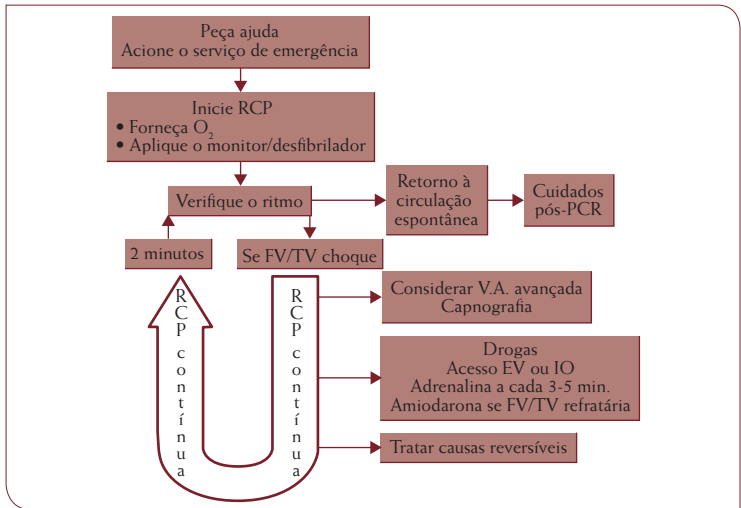 Peça ajuda
Acione o serviço de emergência
Inicie RCP
• Forneça O2
• Aplique o monitor/desfibrilador
Verifique o ritmo
Retorno à
circulação
espontânea
Cuidados
pós-PCR
2 minutos
Se FV/TV choque
RCP contínua
RCP contínua
Considerar V.A. avançada
Capnografia
Drogas
Acesso EV ou IO
Adrenalina a cada 3-5 min.
Amiodarona se FV/TV refratária
Tratar causas reversíveis